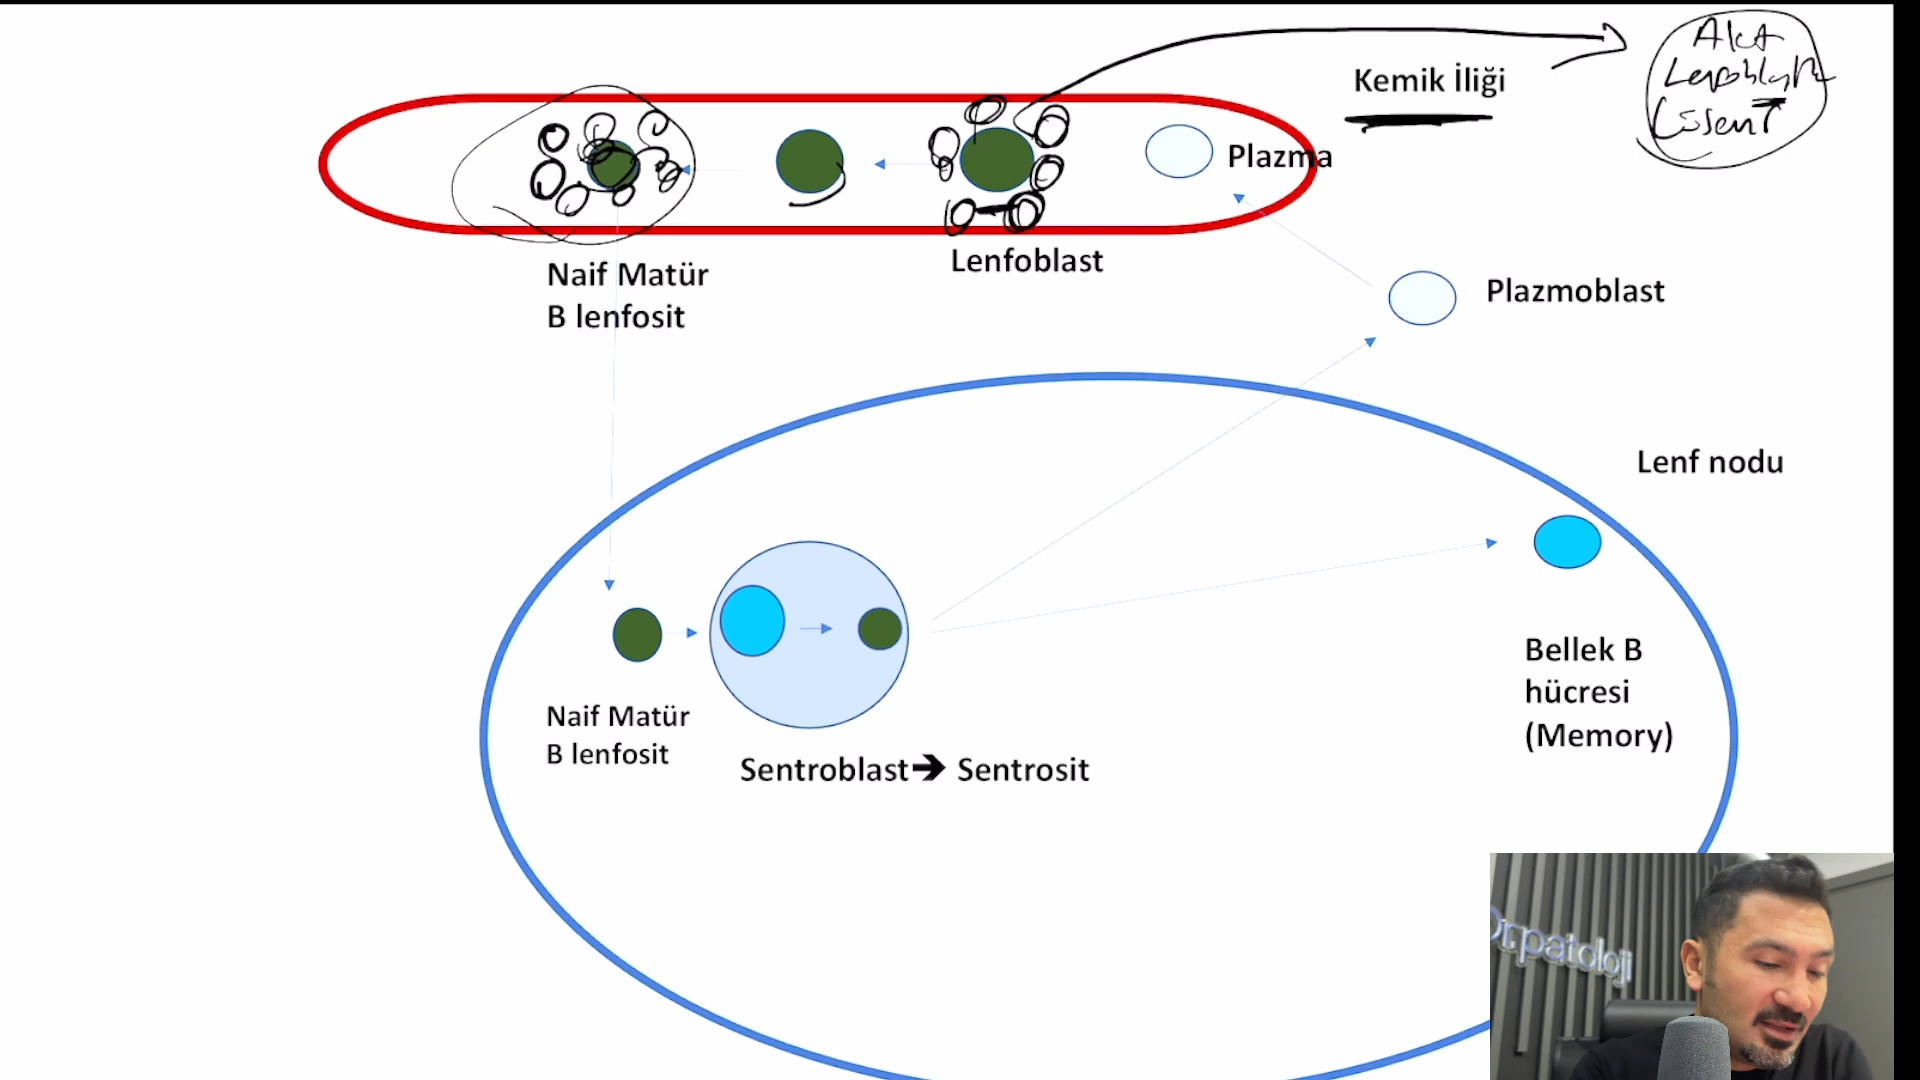 Akt
Kemik İliği
Plazma
Lenfoblast
Naif Matür
B lenfosit
Plazmoblast
Lenf nodu
Bellek B
hücresi
(Memory)
Naif Matür
B lenfosit
Sentroblast➔ Sentrosit
Dr.patoloji